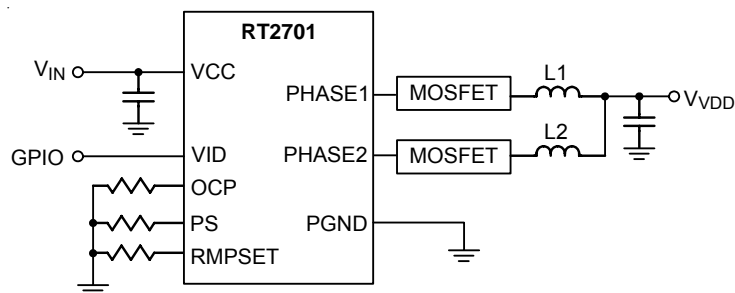 RT2701
VIN
VCC
PHASE1
MOSFET
L1
VVDD
GPIO
VID
PHASE2
MOSFET
L2
OCP
PS
PGND
RMPSET